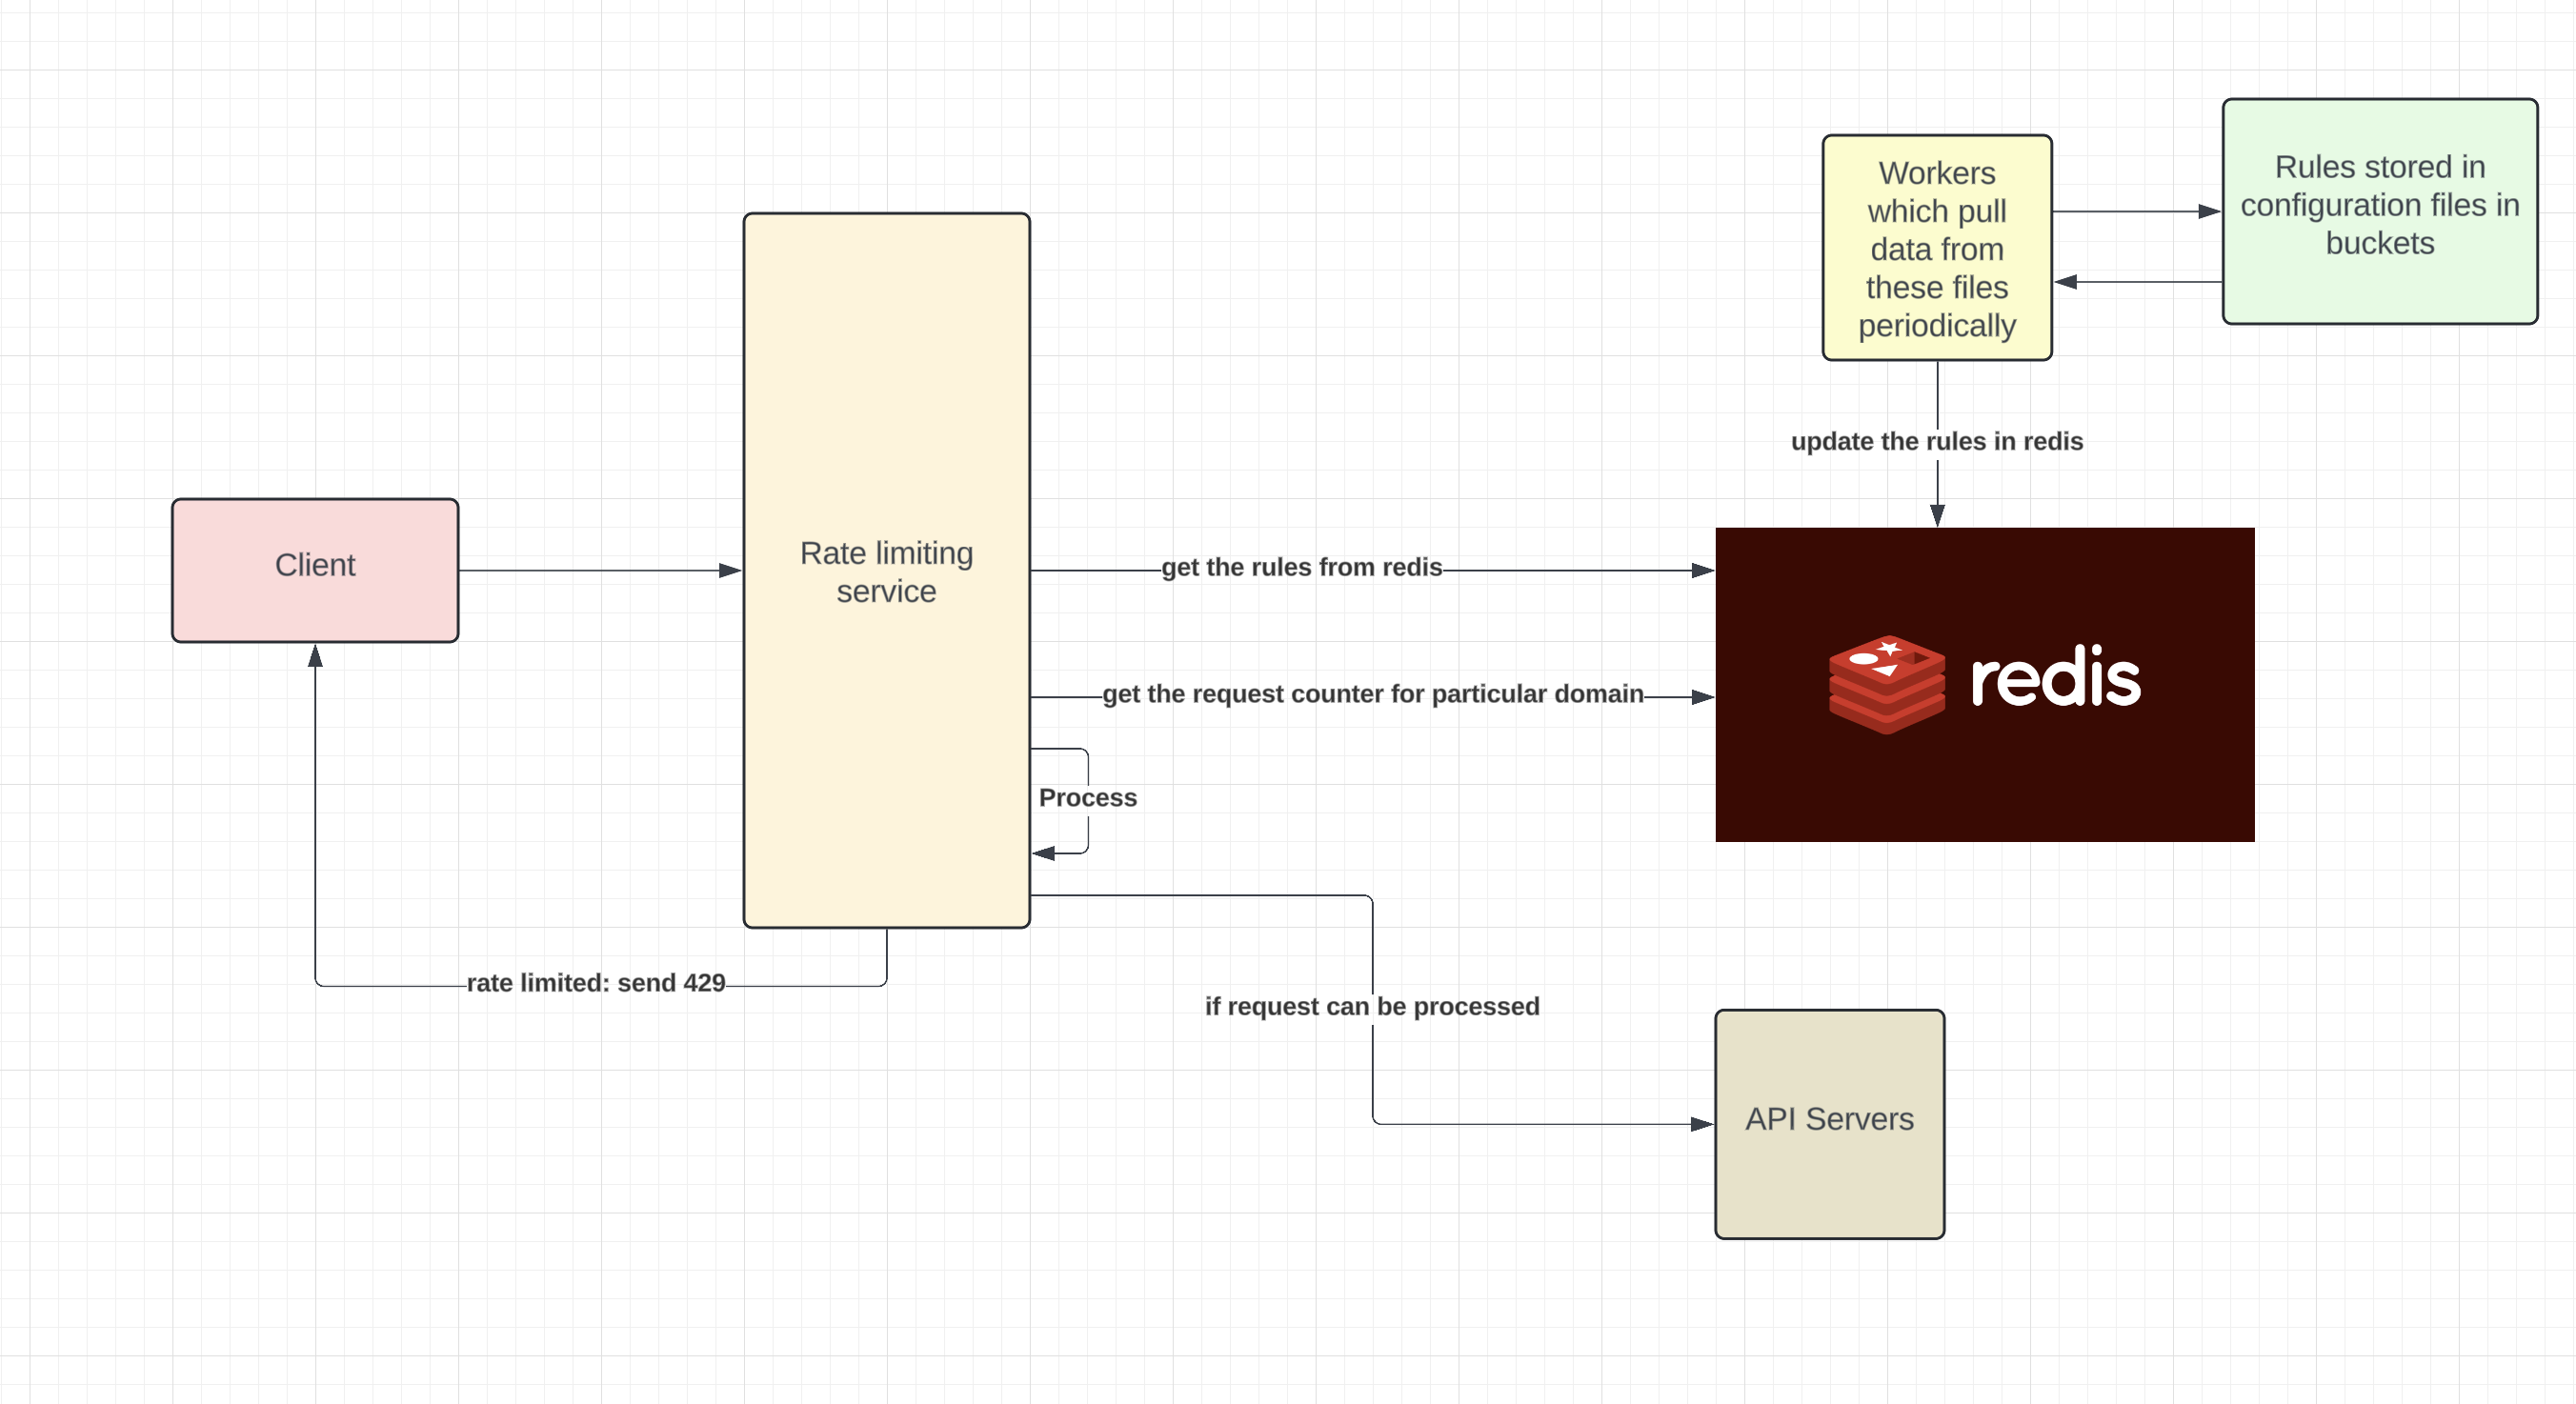 Rules stored in
configuration files in
buckets
Workers
which pull
data from
these files
periodically
update the rules in redis
Client
Rate limiting
service
get the rules from redis
get the request counter for particular domain
redis
Process
rate limited: send 429
if request can be processed
API Servers